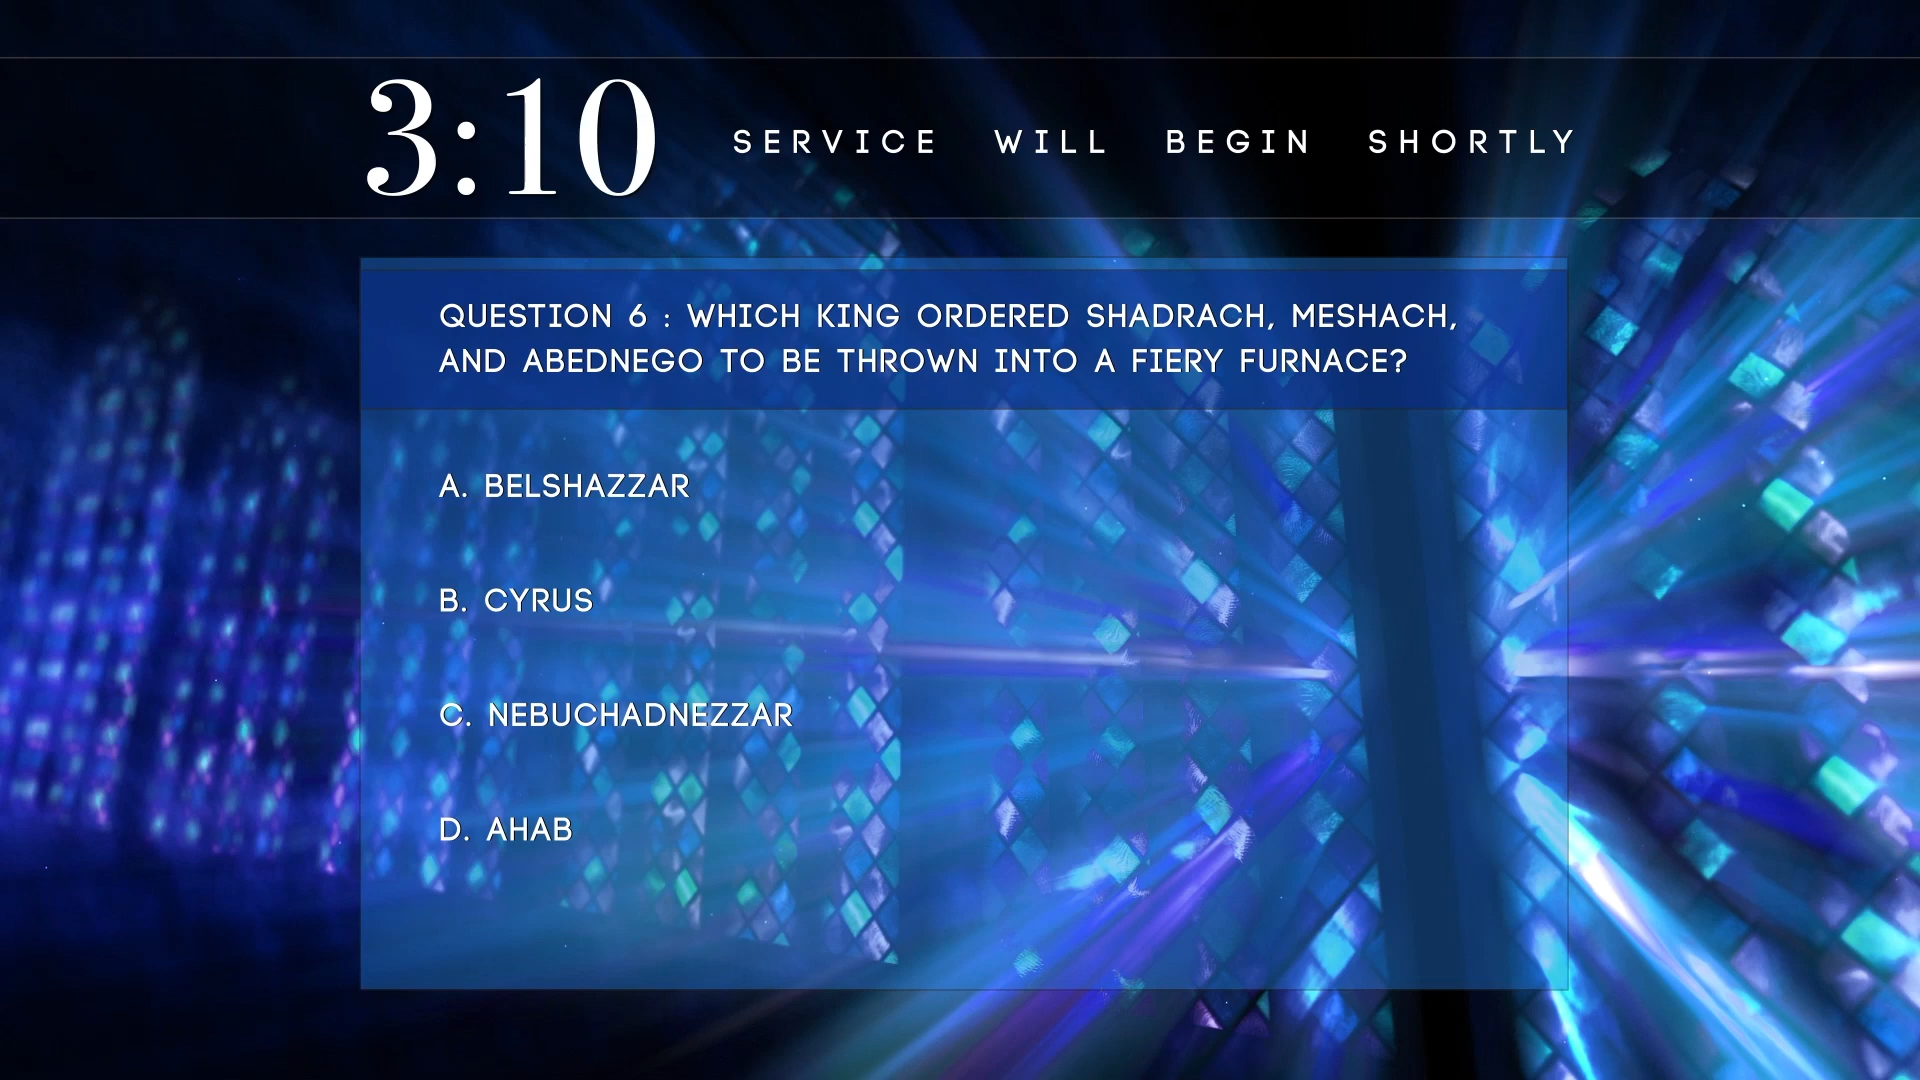 3:10 SERVICE WILL BEGIN SHORTLY
QUESTION 6 : WHICH KING ORDERED SHADRACH, MESHACH,
AND ABEDNEGO TO BE THROWN INTO A FIERY FURNACE?
A. BELSHAZZAR
B. CYRUS
C. NEBUCHADNEZZAR
D. AHAB